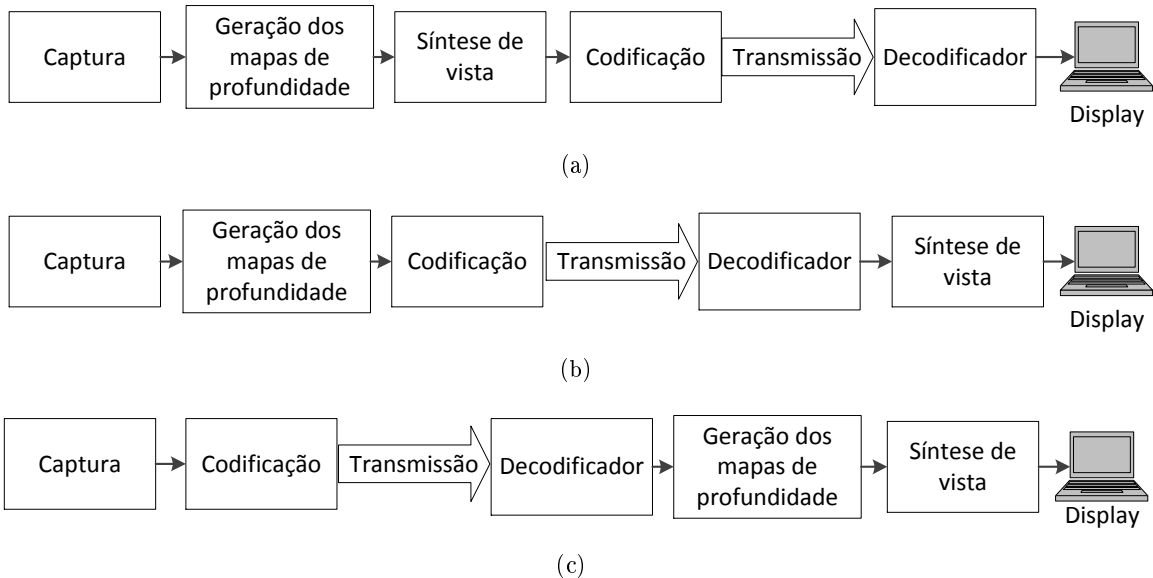 Captura
Geração dos
mapas de
profundidade
Síntese de
vista
Codificação
Transmissão
Decodificador
Display
(a)
Captura
Geração dos
mapas de
profundidade
Codificação
Transmissão
Decodificador
Síntese de
vista
Display
(b)
Captura
Codificação
Transmissão
Decodificador
Geração dos
mapas de
profundidade
Síntese de
vista
Display
(c)